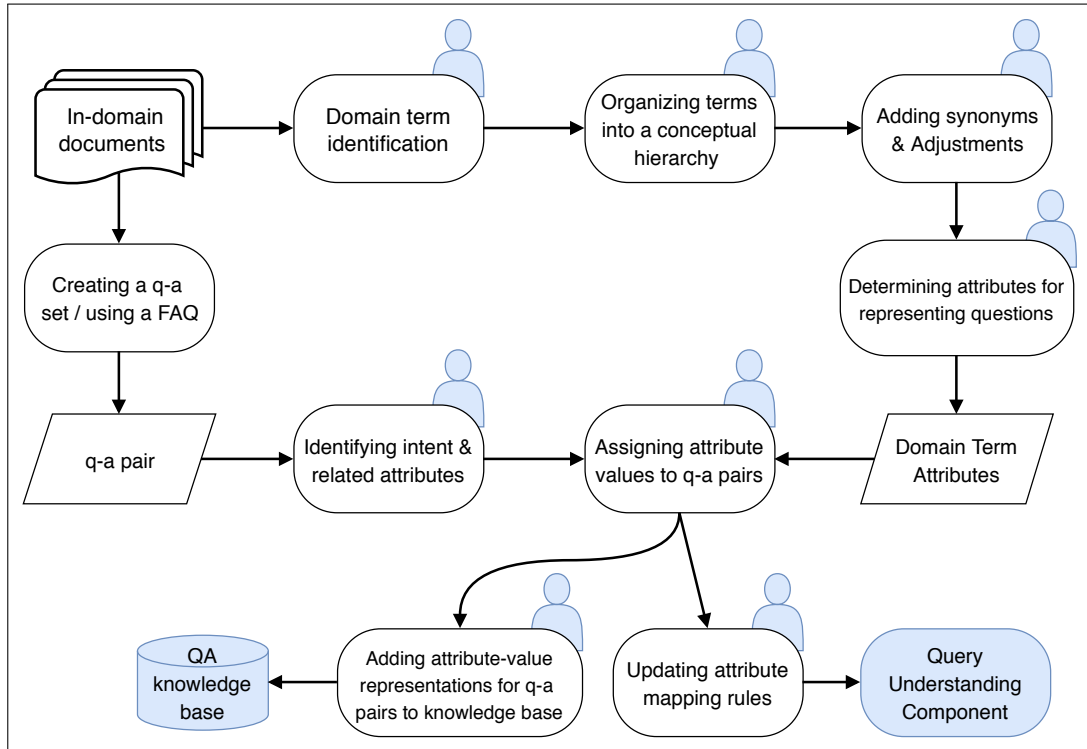 In-domain
documents
Domain term
identification
Organizing terms
into a conceptual
hierarchy
Adding synonyms
& Adjustments
Creating a q-a
set / using a FAQ
Determining attributes for
representing questions
q-a pair
Identifying intent &
related attributes
Assigning attribute
values to q-a pairs
Domain Term
Attributes
QA
knowledge
base
Adding attribute-value
representations for q-a
pairs to knowledge base
Updating attribute
mapping rules
Query
Understanding
Component